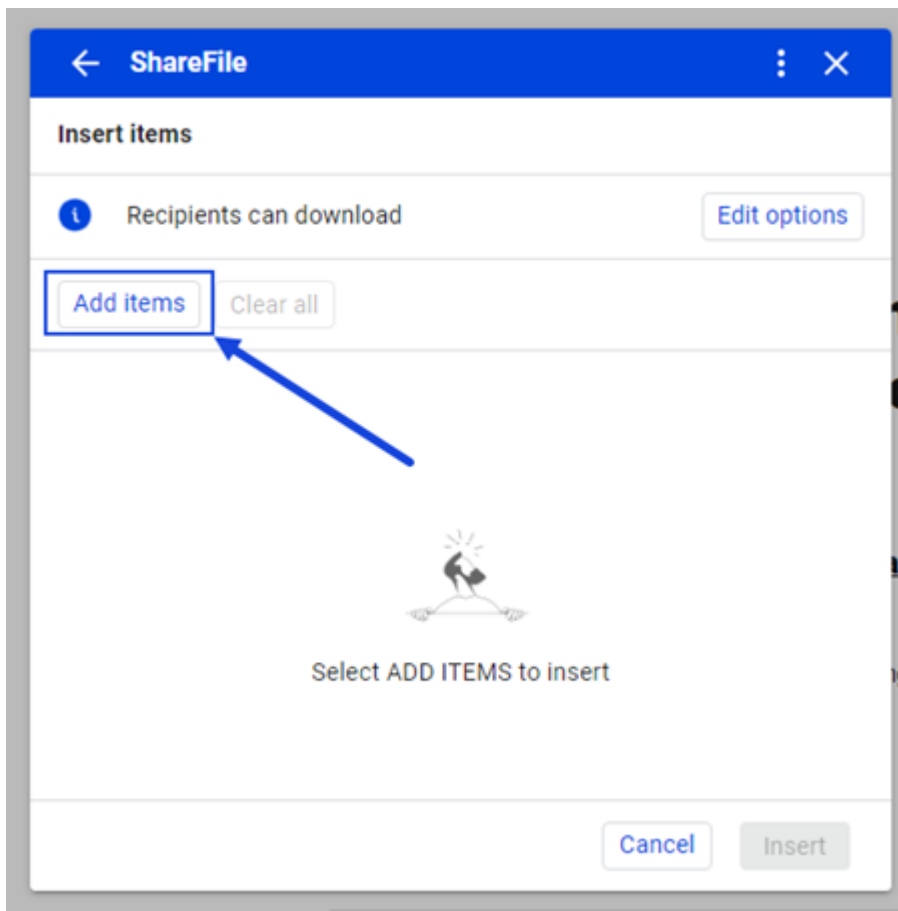 ShareFile
Insert items
Recipients can download
Edit options
Add items
Clear all
Select ADD ITEMS to insert
Cancel
Insert